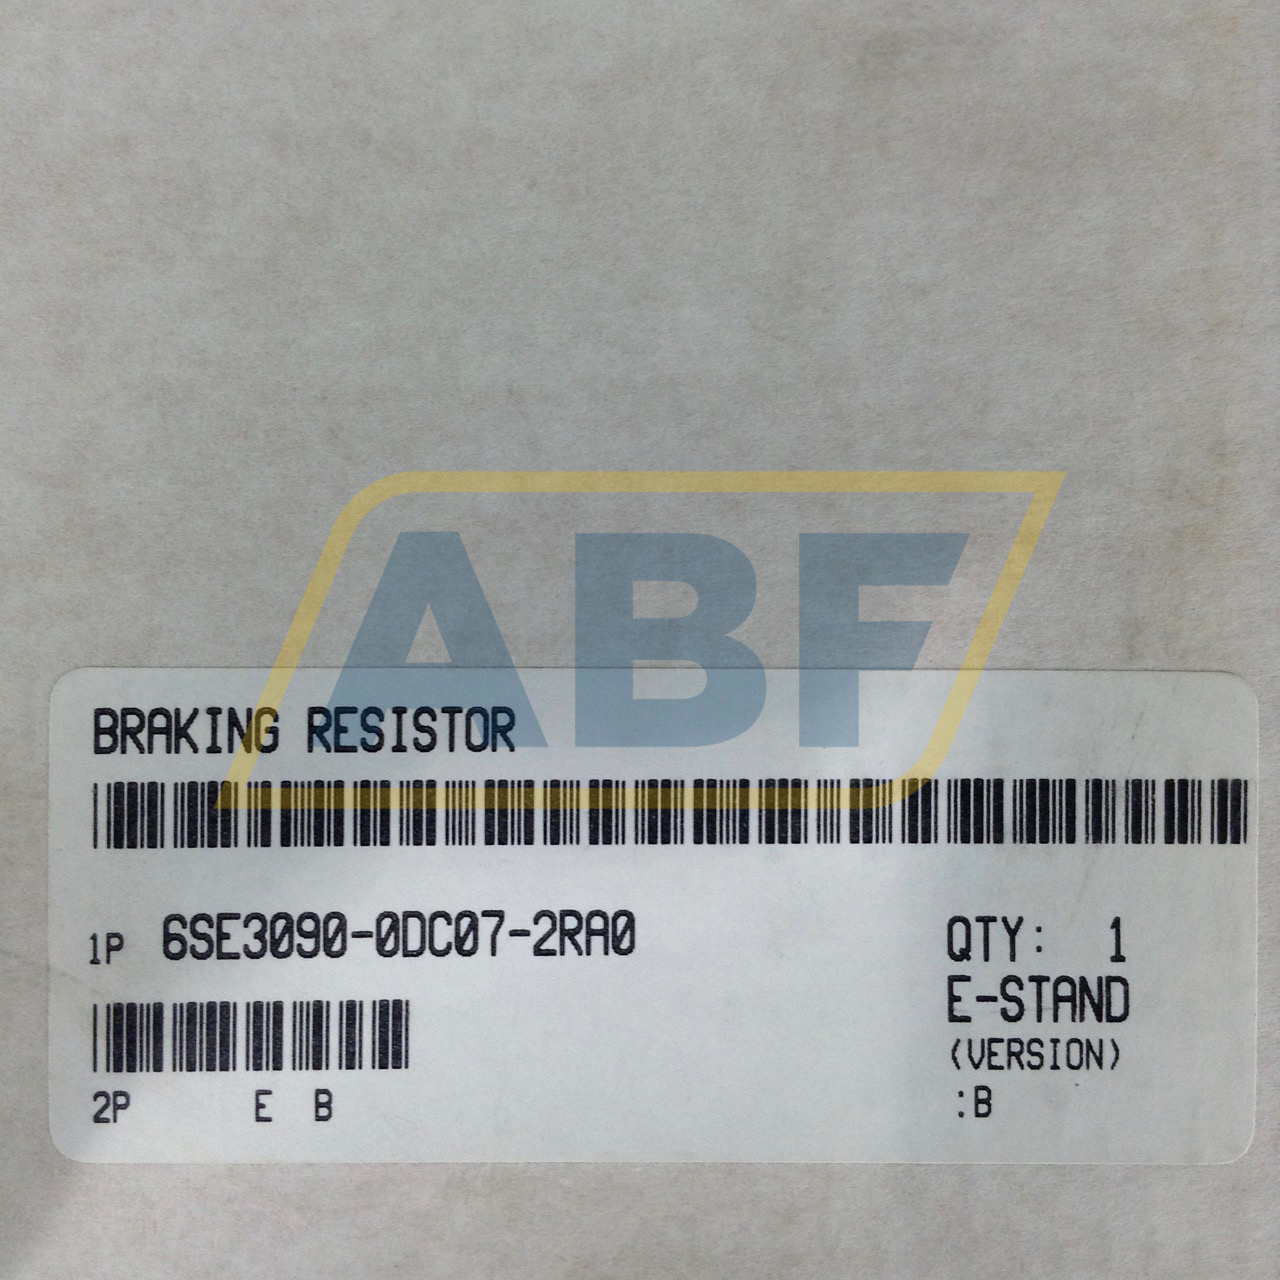 ABF
BRAKING RESISTOR
1P 6SE3090-0DC07-2RA0
QTY: 1
E-STAND
(VERSION)
:B
2P E B